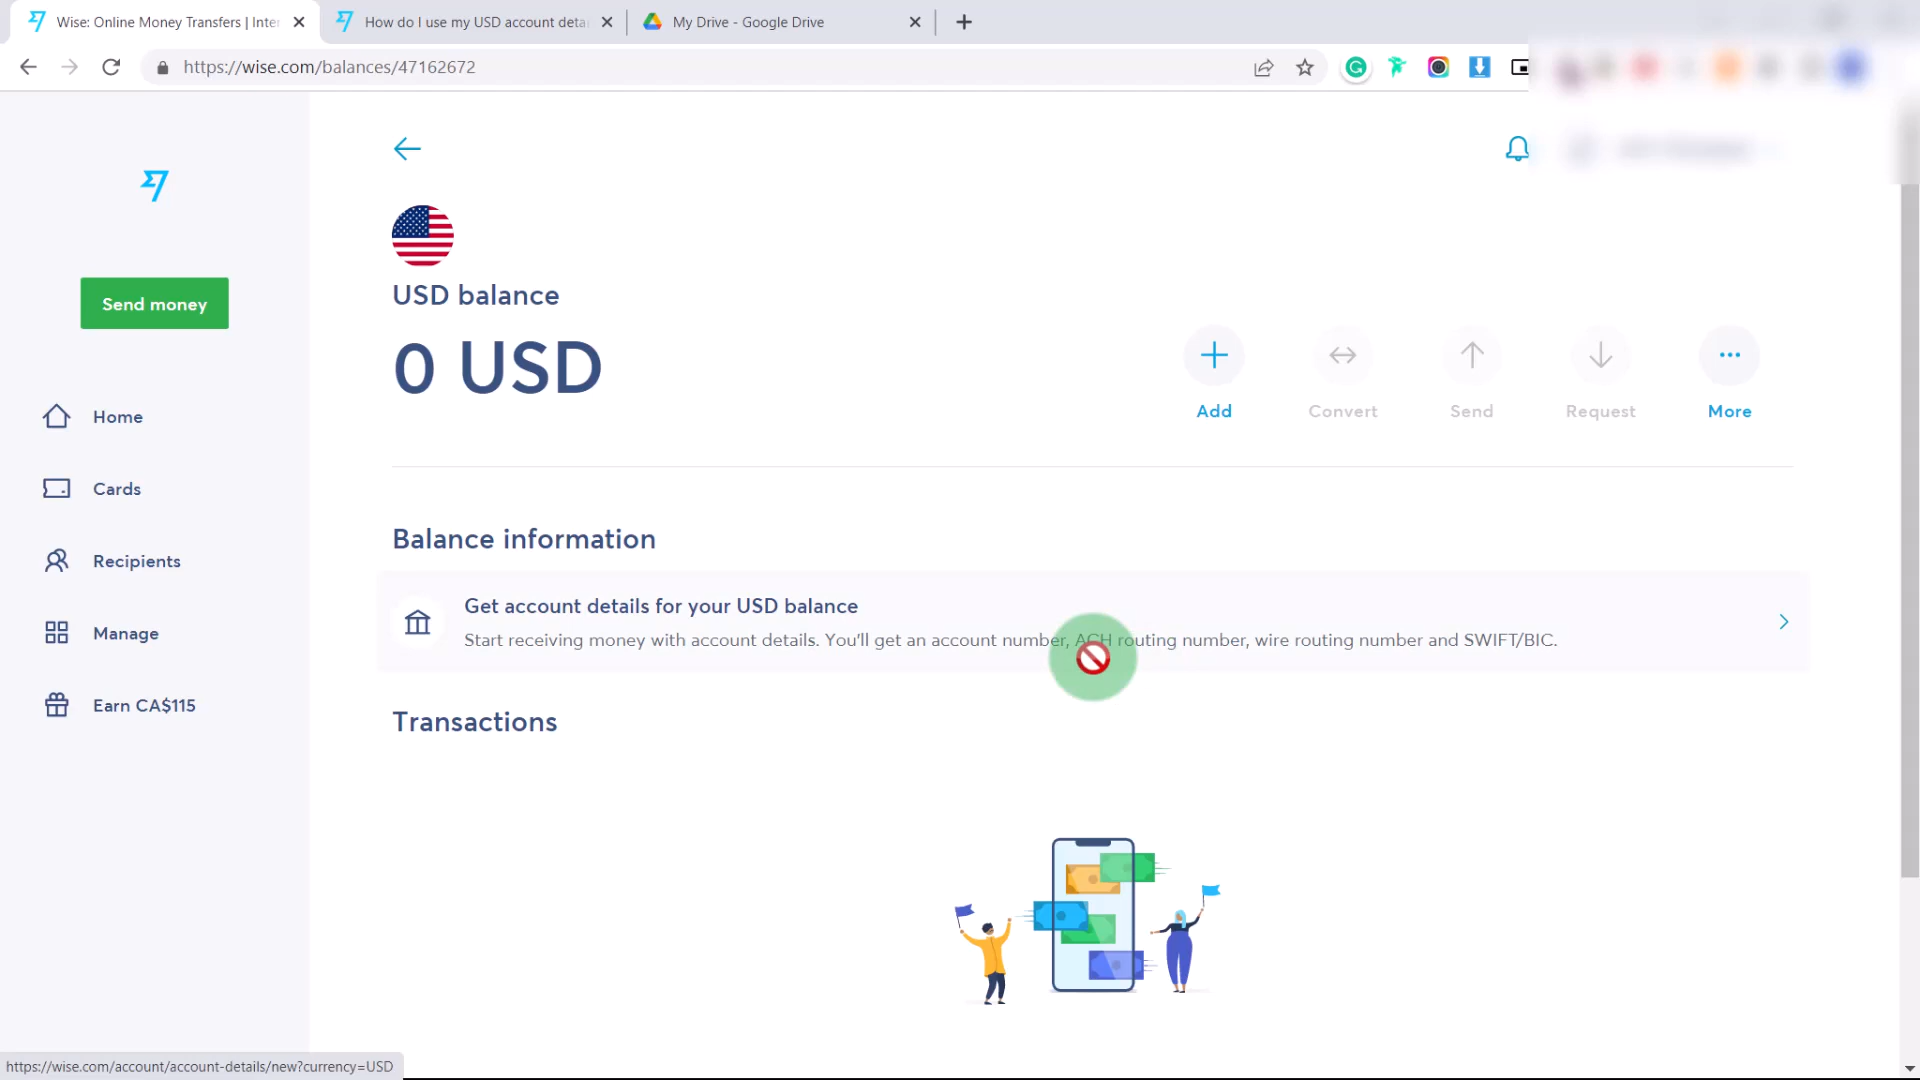 Wise: Online Money Transfers | Inter
How do I use my USD account deta
My Drive - Google Drive
https://wise.com/balances/47162672
USD balance
0 USD
Send money
Add
Convert
Send
Request
More
Home
Cards
Recipients
Manage
Earn CA$115
Balance information
Get account details for your USD balance
Start receiving money with account details. You'll get an account number, ACH routing number, wire routing number and SWIFT/BIC.
Transactions
https://wise.com/account/account-details/new?currency=USD